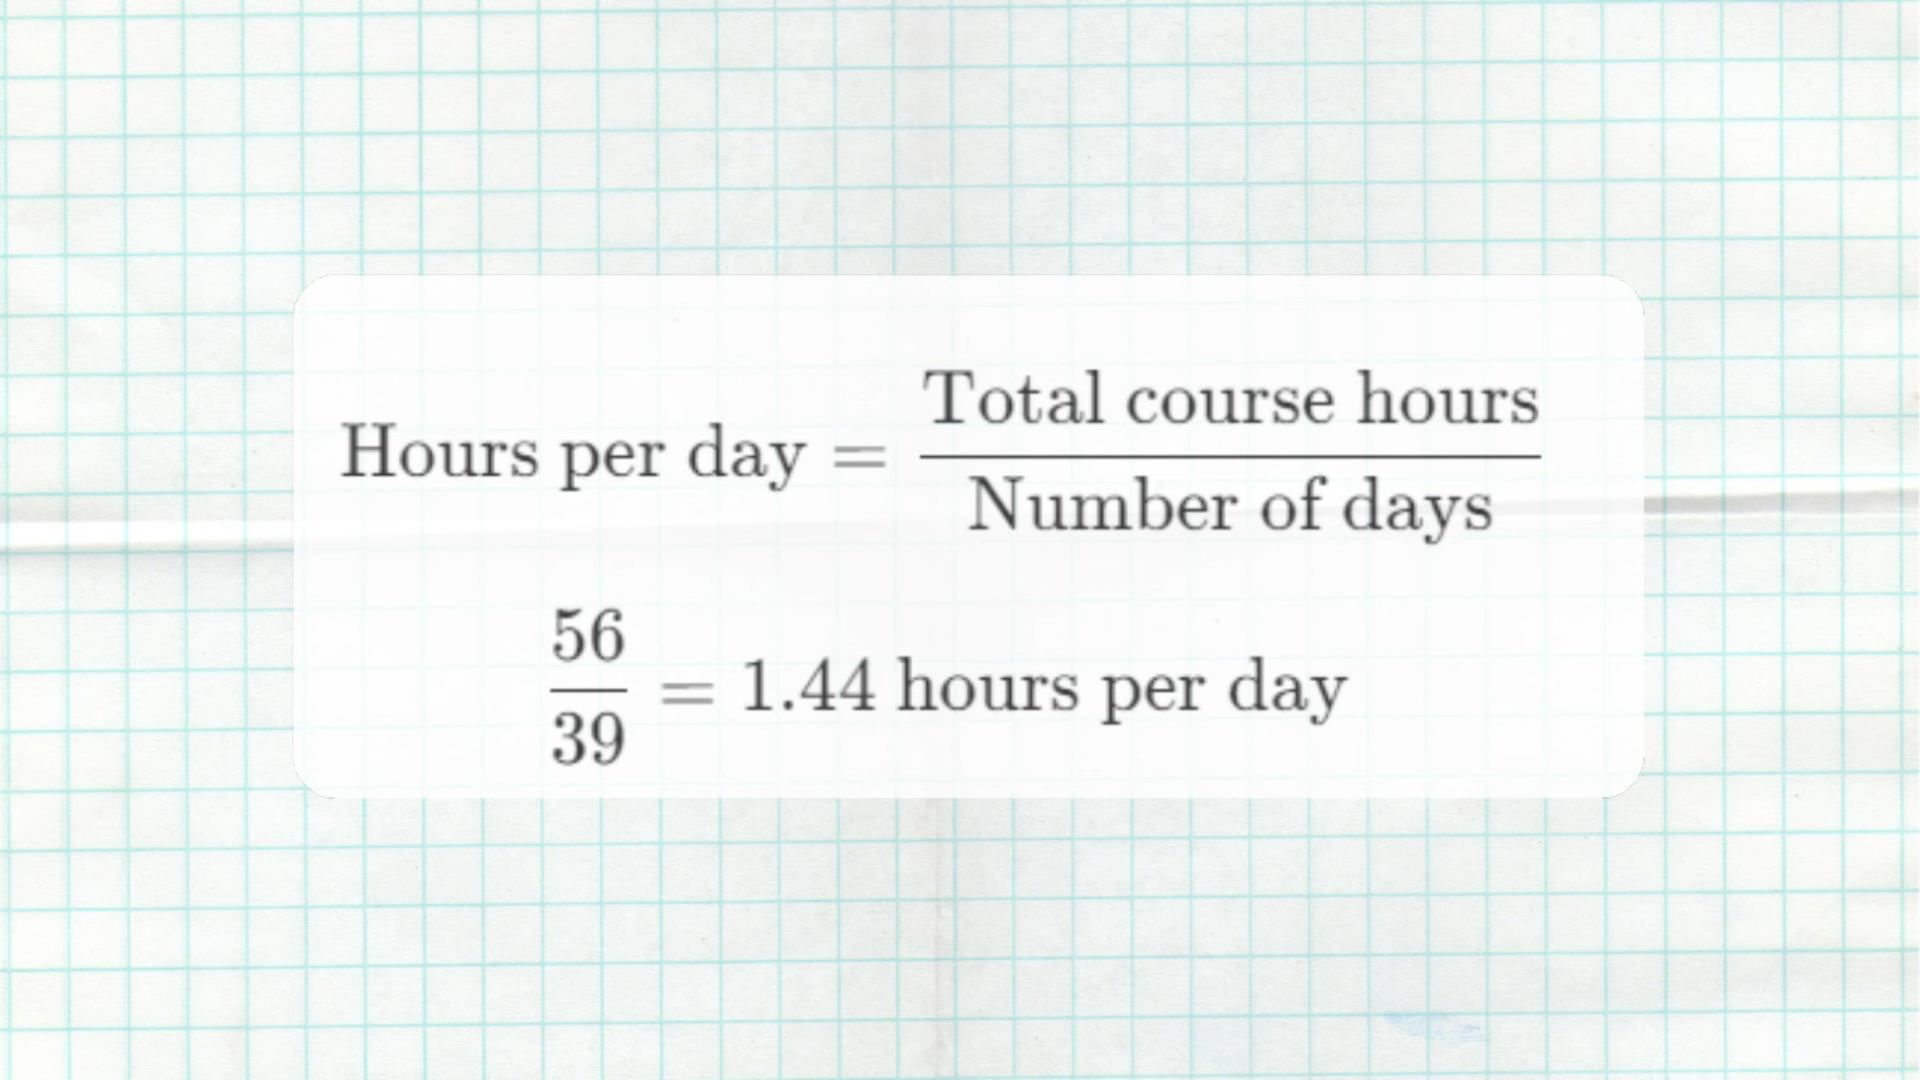 Hours per day = Total course hours / Number of days
56 / 39 = 1.44 hours per day